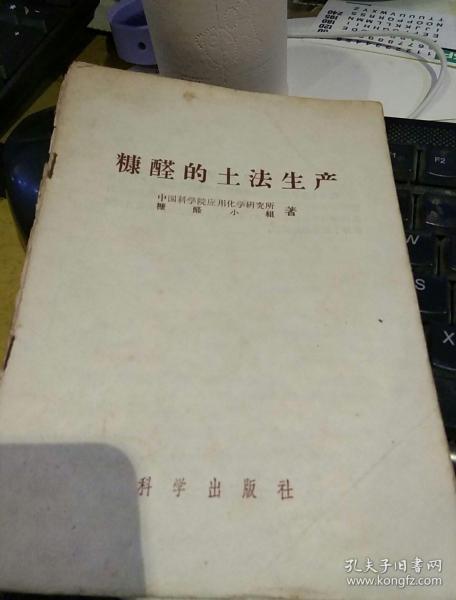 糠醛的土法生产
中国科学院应用化学研究所
糠醛小组 著
科学出版社
孔夫子旧书网
www.kongfz.com